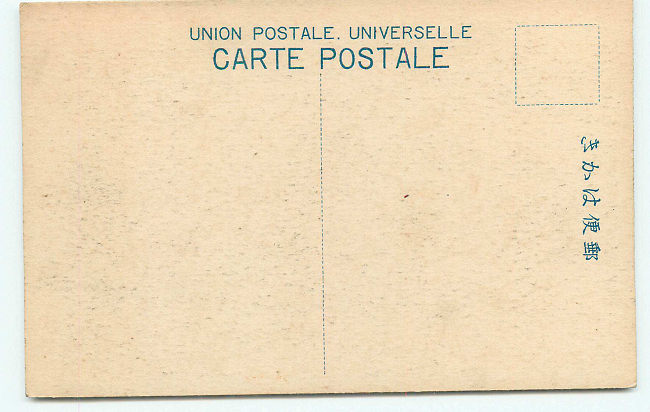 UNION POSTALE. UNIVERSELLE
CARTE POSTALE
郵便はかき